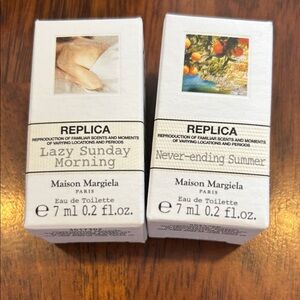 REPLICA
REPRODUCTION OF FAMILIAR SCENTS AND MOMENTS
OF VARYING LOCATIONS AND PERIODS
Lazy Sunday
Morning
Maison Margiela
PARIS
Eau de Toilette
℮ 7 ml 0.2 fl.oz.
REPLICA
REPRODUCTION OF FAMILIAR SCENTS AND MOMENTS
OF VARYING LOCATIONS AND PERIODS
Never-ending Summer
Maison Margiela
PARIS
Eau de Toilette
℮ 7 ml 0.2 fl.oz.